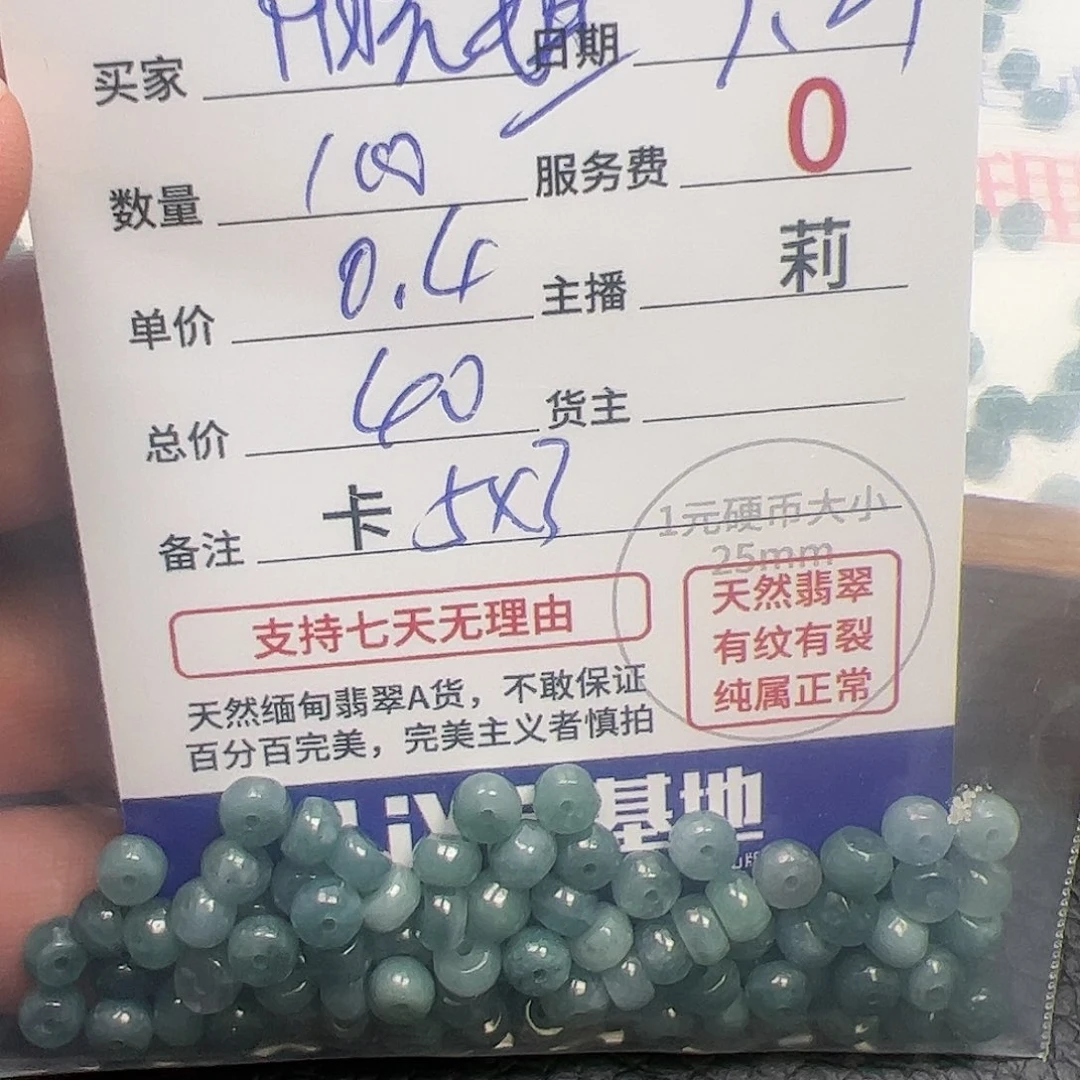 买家 日期
数量 100 服务费 0
单价 0.4 主播 莉
总价 40 货主
备注 卡 5X3
1元硬币大小
25mm
支持七天无理由
天然翡翠
有纹有裂
纯属正常
天然缅甸翡翠A货，不敢保证
百分百完美，完美主义者慎拍
基地